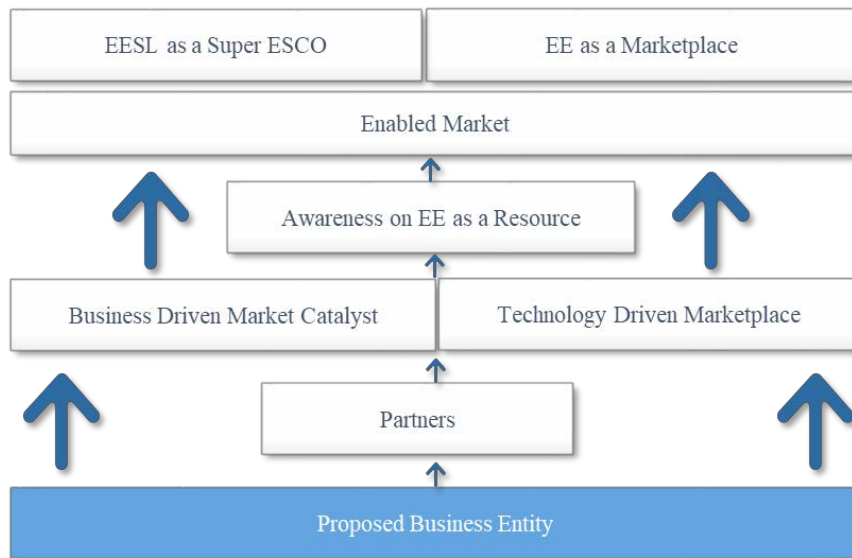 EESL as a Super ESCO
EE as a Marketplace
Enabled Market
Awareness on EE as a Resource
Business Driven Market Catalyst
Technology Driven Marketplace
Partners
Proposed Business Entity